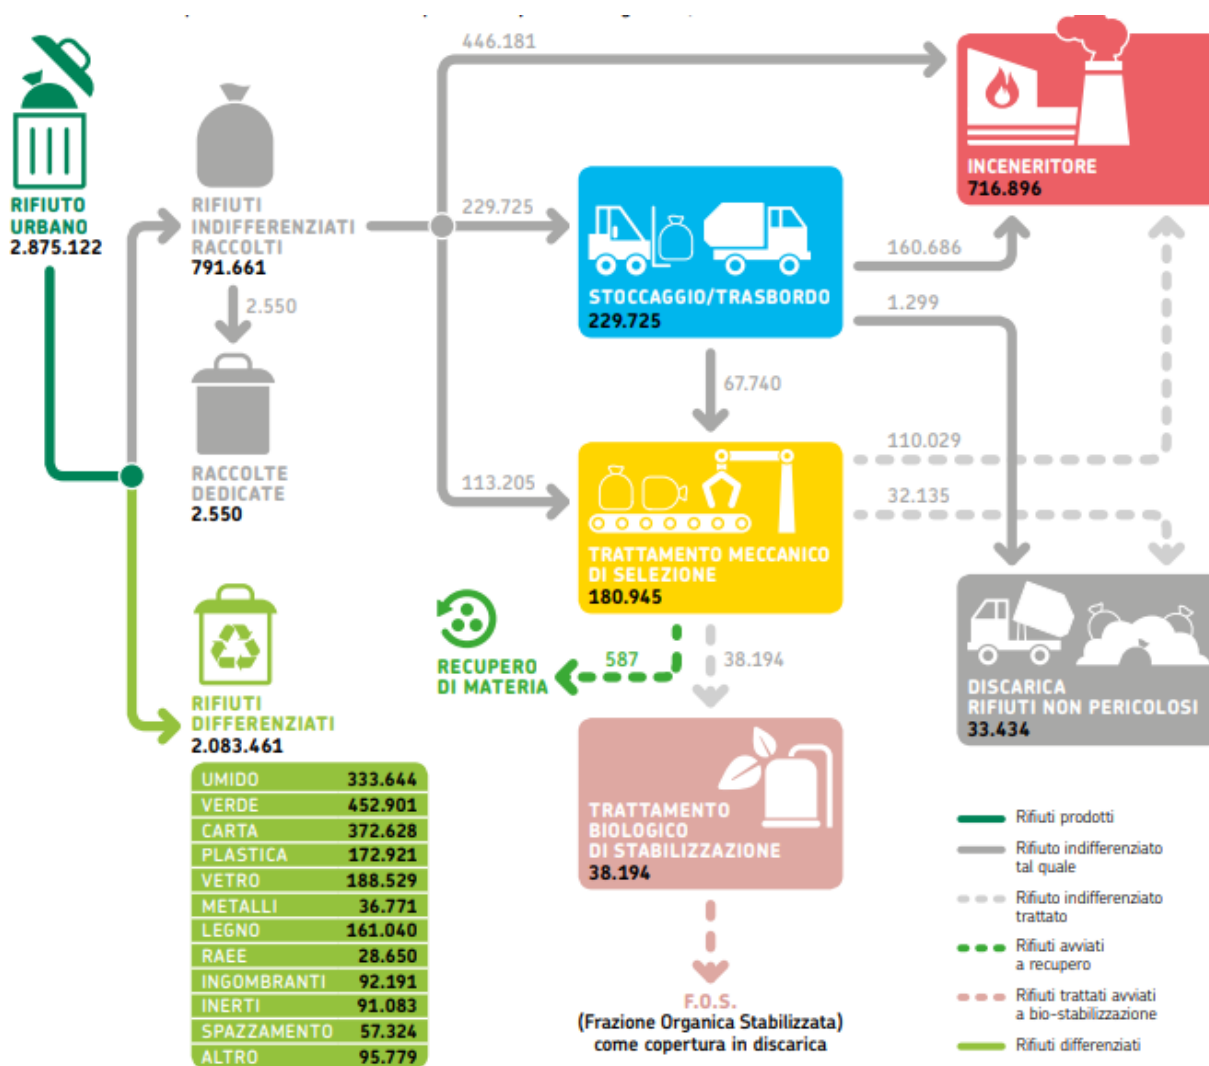 446.181
RIFIUTO
URBANO
2.875.122
RIFIUTI
INDIFFERENZIATI
RACCOLTI
791.661
2.550
RACCOLTE
DEDICATE
2.550
RIFIUTI
DIFFERENZIATI
2.083.461
UMIDO 333.644
VERDE 452.901
CARTA 372.628
PLASTICA 172.921
VETRO 188.529
METALLI 36.771
LEGNO 161.040
RAEE 28.650
INGOMBRANTI 92.191
INERTI 91.083
SPAZZAMENTO 57.324
ALTRO 95.779
229.725
113.205
STOCCAGGIO/TRASBORDO
229.725
67.740
TRATTAMENTO MECCANICO
DI SELEZIONE
180.945
RECUPERO
DI MATERIA
587
38.194
TRATTAMENTO
BIOLOGICO
DI STABILIZZAZIONE
38.194
F.O.S.
(Frazione Organica Stabilizzata)
come copertura in discarica
INCENERITORE
716.896
160.686
1.299
110.029
32.135
DISCARICA
RIFIUTI NON PERICOLOSI
33.434
Rifiuti prodotti
Rifiuto indifferenziato
tal quale
Rifiuto indifferenziato
trattato
Rifiuti avviati
a recupero
Rifiuti trattati avviati
a bio-stabilizzazione
Rifiuti differenziati